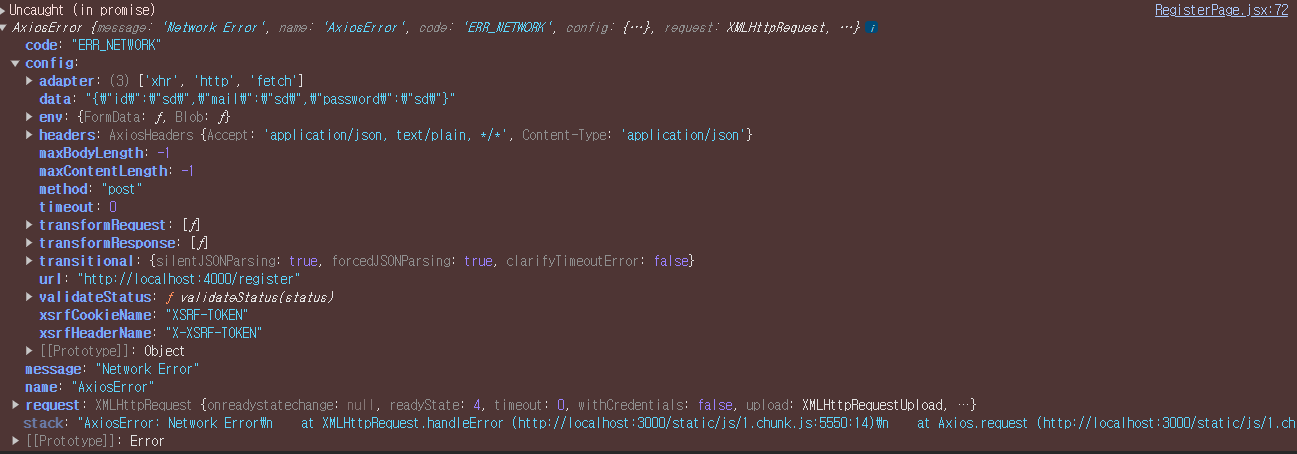 Uncaught (in promise) RegisterPage.jsx:72
AxiosError {message: 'Network Error', name: 'AxiosError', code: 'ERR_NETWORK', config: {…}, request: XMLHttpRequest, …} i
code: "ERR_NETWORK"
config:
adapter: (3) ['xhr', 'http', 'fetch']
data: "{₩"id₩":₩"sd₩",₩"mail₩":₩"sd₩",₩"password₩":₩"sd₩"}"
env: {FormData: ƒ, Blob: ƒ}
headers: AxiosHeaders {Accept: 'application/json, text/plain, */*', Content-Type: 'application/json'}
maxBodyLength: -1
maxContentLength: -1
method: "post"
timeout: 0
transformRequest: [ƒ]
transformResponse: [ƒ]
transitional: {silentJSONParsing: true, forcedJSONParsing: true, clarifyTimeoutError: false}
url: "http://localhost:4000/register"
validateStatus: ƒ validateStatus(status)
xsrfCookieName: "XSRF-TOKEN"
xsrfHeaderName: "X-XSRF-TOKEN"
[[Prototype]]: Object
message: "Network Error"
name: "AxiosError"
request: XMLHttpRequest {onreadystatechange: null, readyState: 4, timeout: 0, withCredentials: false, upload: XMLHttpRequestUpload, …}
stack: "AxiosError: Network Error₩n    at XMLHttpRequest.handleError (http://localhost:3000/static/js/1.chunk.js:5550:14)₩n    at Axios.request (http://localhost:3000/static/js/1.ch
[[Prototype]]: Error